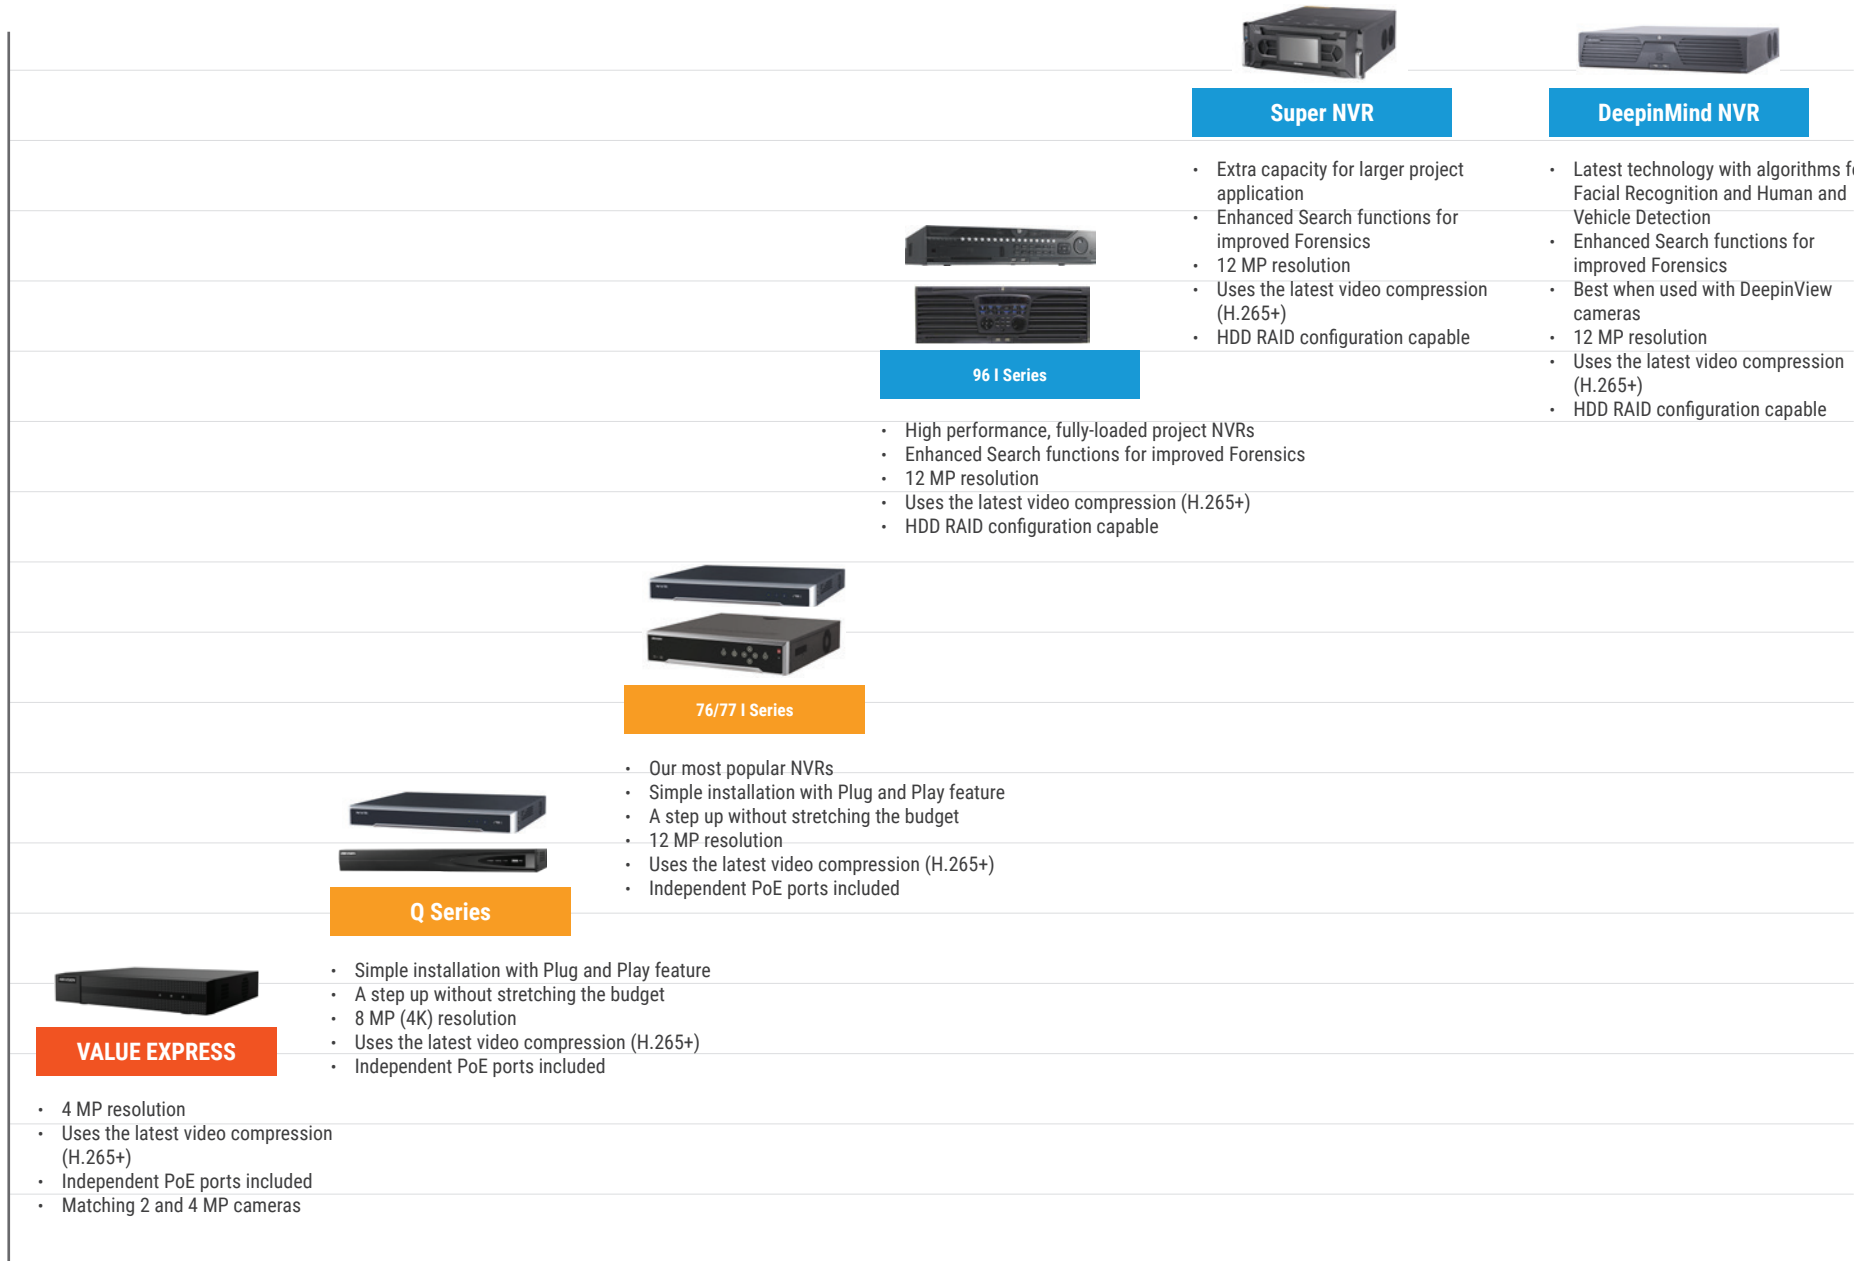 Super NVR
• Extra capacity for larger project
application
• Enhanced Search functions for
improved Forensics
• 12 MP resolution
• Uses the latest video compression
(H.265+)
• HDD RAID configuration capable
DeepinMind NVR
• Latest technology with algorithms
Facial Recognition and Human and
Vehicle Detection
• Enhanced Search functions for
improved Forensics
• Best when used with DeepinView
cameras
• 12 MP resolution
• Uses the latest video compression
(H.265+)
• HDD RAID configuration capable
96 I Series
• High performance, fully-loaded project NVRs
• Enhanced Search functions for improved Forensics
• 12 MP resolution
• Uses the latest video compression (H.265+)
• HDD RAID configuration capable
76/77 I Series
• Our most popular NVRs
• Simple installation with Plug and Play feature
• A step up without stretching the budget
• 12 MP resolution
• Uses the latest video compression (H.265+)
• Independent PoE ports included
Q Series
• Simple installation with Plug and Play feature
• A step up without stretching the budget
• 8 MP (4K) resolution
• Uses the latest video compression (H.265+)
• Independent PoE ports included
VALUE EXPRESS
• 4 MP resolution
• Uses the latest video compression
(H.265+)
• Independent PoE ports included
• Matching 2 and 4 MP cameras